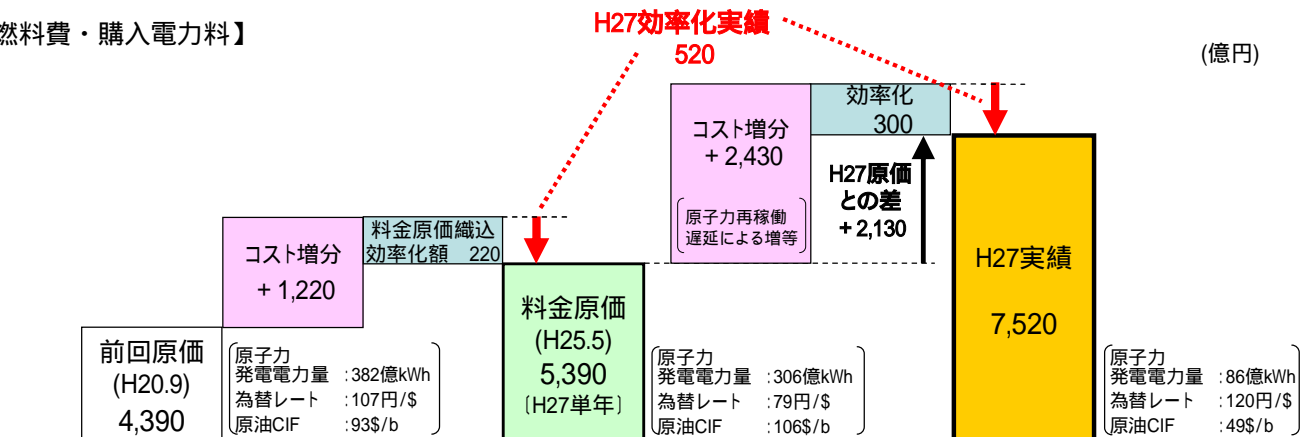 燃料費・購入電力料】
H27効率化実績
520
(億円)
コスト増分
+1,220
料金原価織込
効率化額 220
コスト増分
+2,430
原子力再稼働
遅延による増等
効率化
300
H27原価
との差
+2,130
前回原価
(H20.9)
4,390
原子力
発電電力量 :382億kWh
為替レート :107円/$
原油CIF :93$/b
料金原価
(H25.5)
5,390
〔H27単年〕
原子力
発電電力量 :306億kWh
為替レート :79円/$
原油CIF :106$/b
H27実績
7,520
原子力
発電電力量 :86億kWh
為替レート :120円/$
原油CIF :49$/b